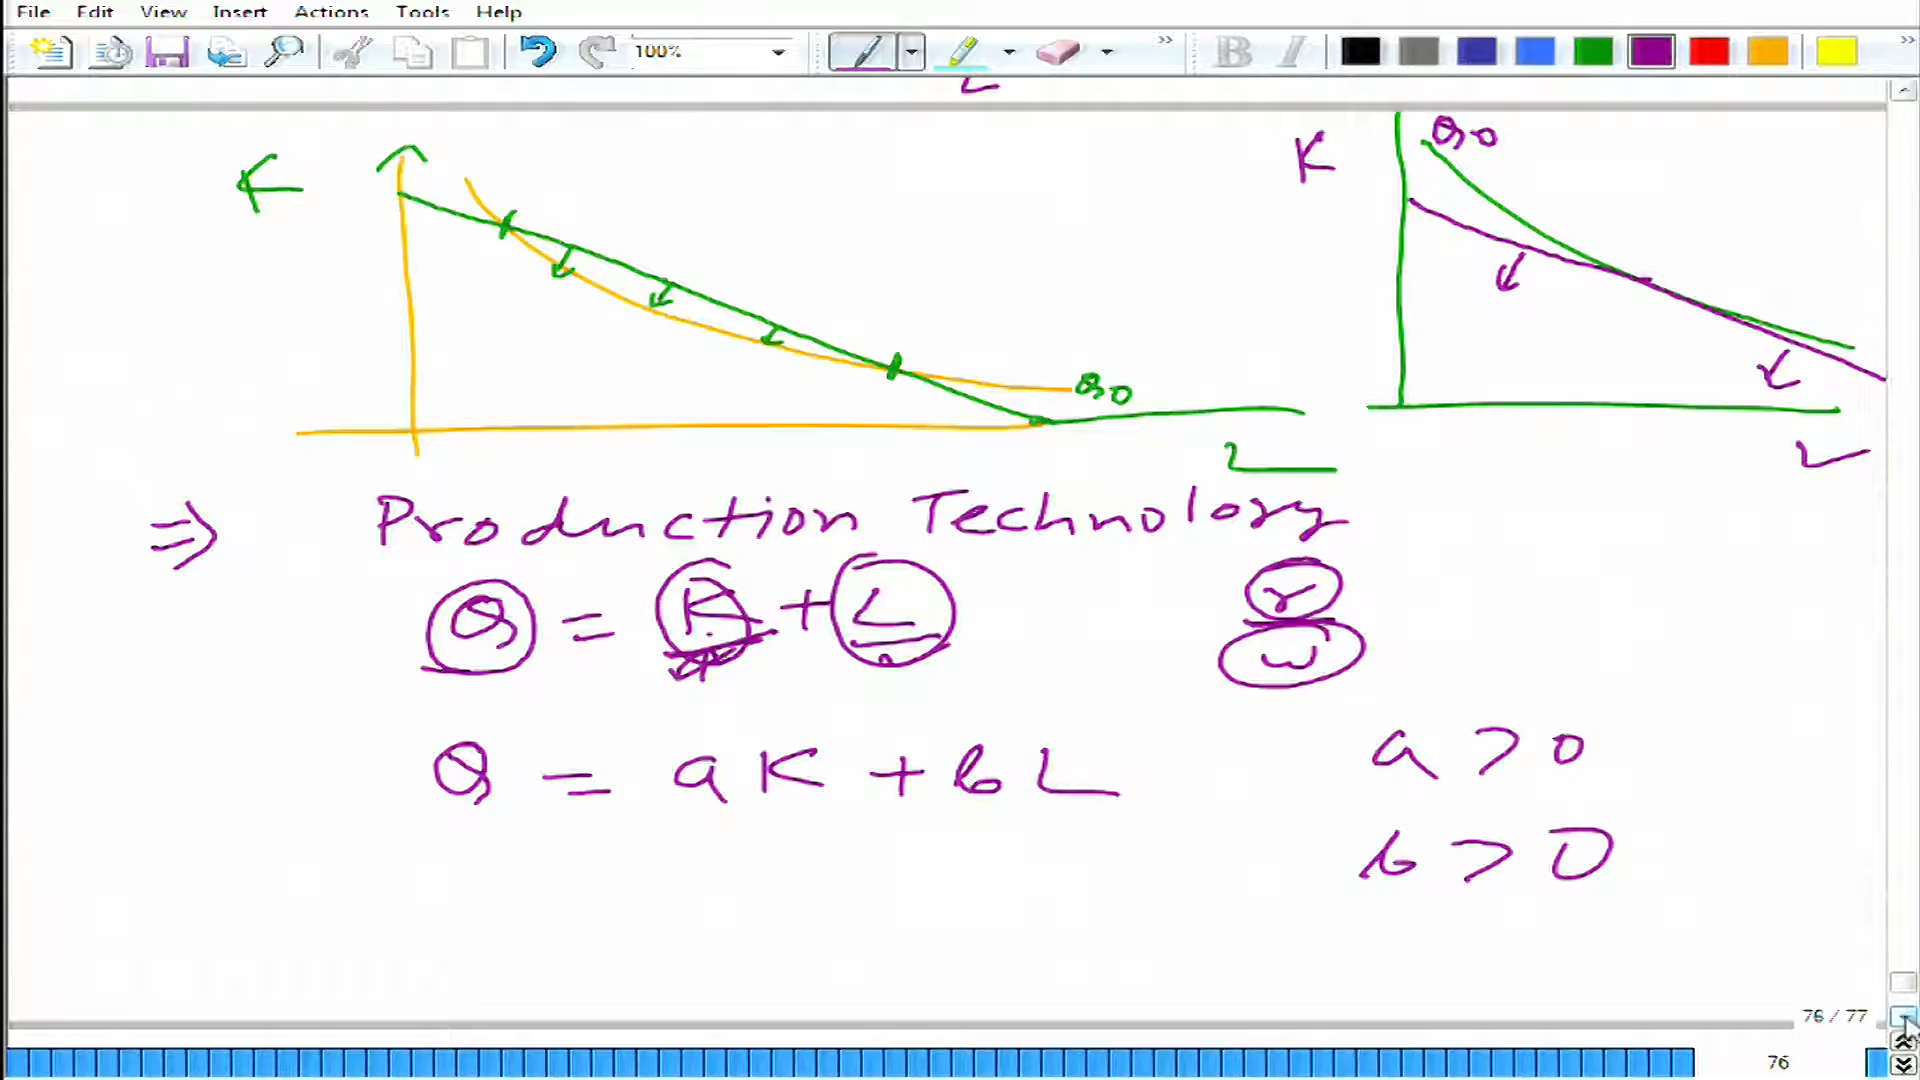 File Edit View Insert Actions Tools Help
100%
L
K
Q0
L
K
Q0
L
⇒ Production Technology
Q = K + L
r
w
Q = aK + bL
a > 0
b > 0
76 / 77
76